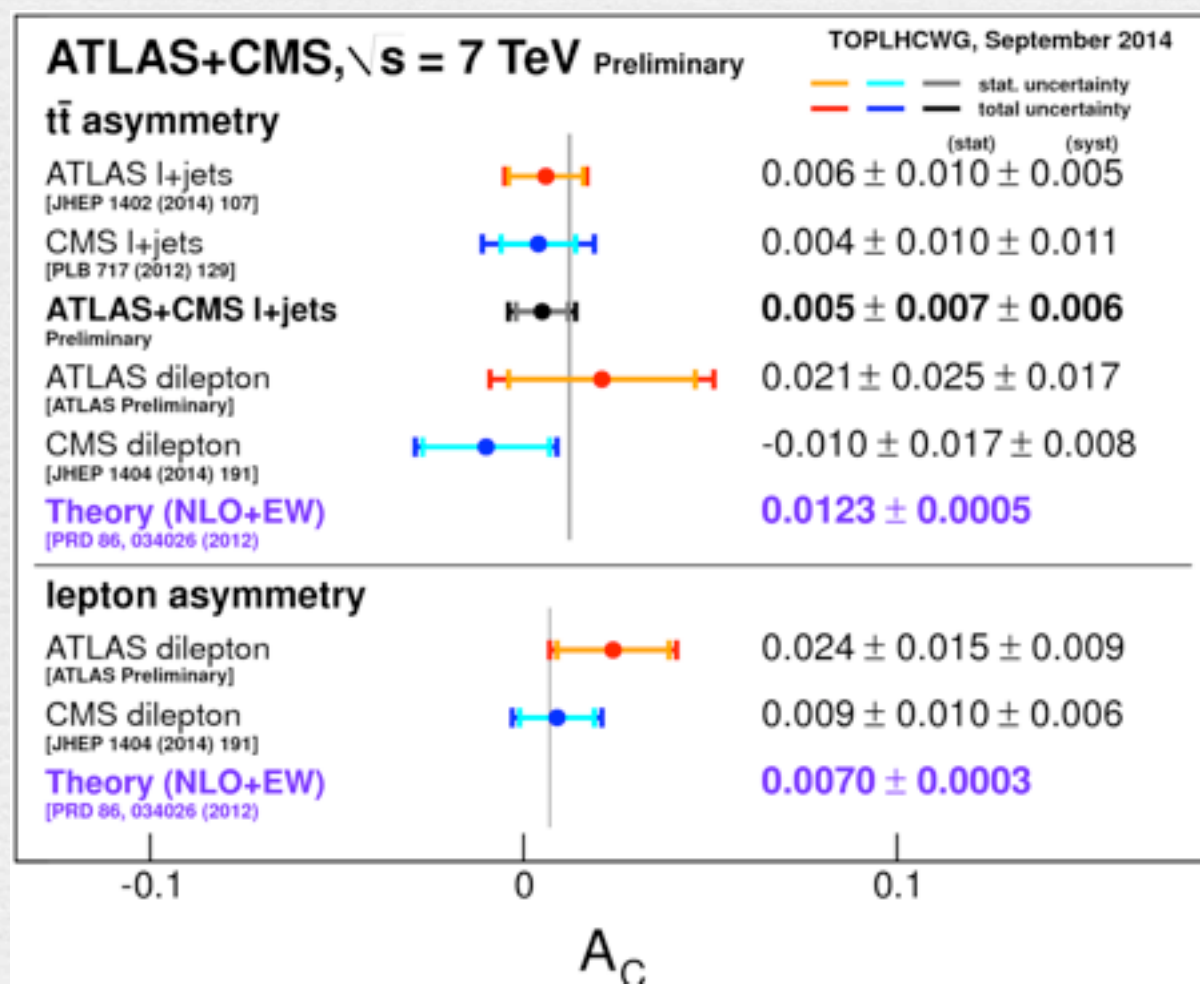 ATLAS+CMS, √s = 7 TeV Preliminary
TOPLHCWG, September 2014
stat. uncertainty
total uncertainty
tt̄ asymmetry
(stat) (syst)
ATLAS l+jets 0.006 ± 0.010 ± 0.005
[JHEP 1402 (2014) 107]
CMS l+jets 0.004 ± 0.010 ± 0.011
[PLB 717 (2012) 129]
ATLAS+CMS l+jets 0.005 ± 0.007 ± 0.006
Preliminary
ATLAS dilepton 0.021± 0.025 ± 0.017
[ATLAS Preliminary]
CMS dilepton -0.010 ± 0.017 ± 0.008
[JHEP 1404 (2014) 191]
Theory (NLO+EW) 0.0123 ± 0.0005
[PRD 86, 034026 (2012)
lepton asymmetry
ATLAS dilepton 0.024 ± 0.015 ± 0.009
[ATLAS Preliminary]
CMS dilepton 0.009 ± 0.010 ± 0.006
[JHEP 1404 (2014) 191]
Theory (NLO+EW) 0.0070 ± 0.0003
[PRD 86, 034026 (2012)
-0.1 0 0.1
A_C